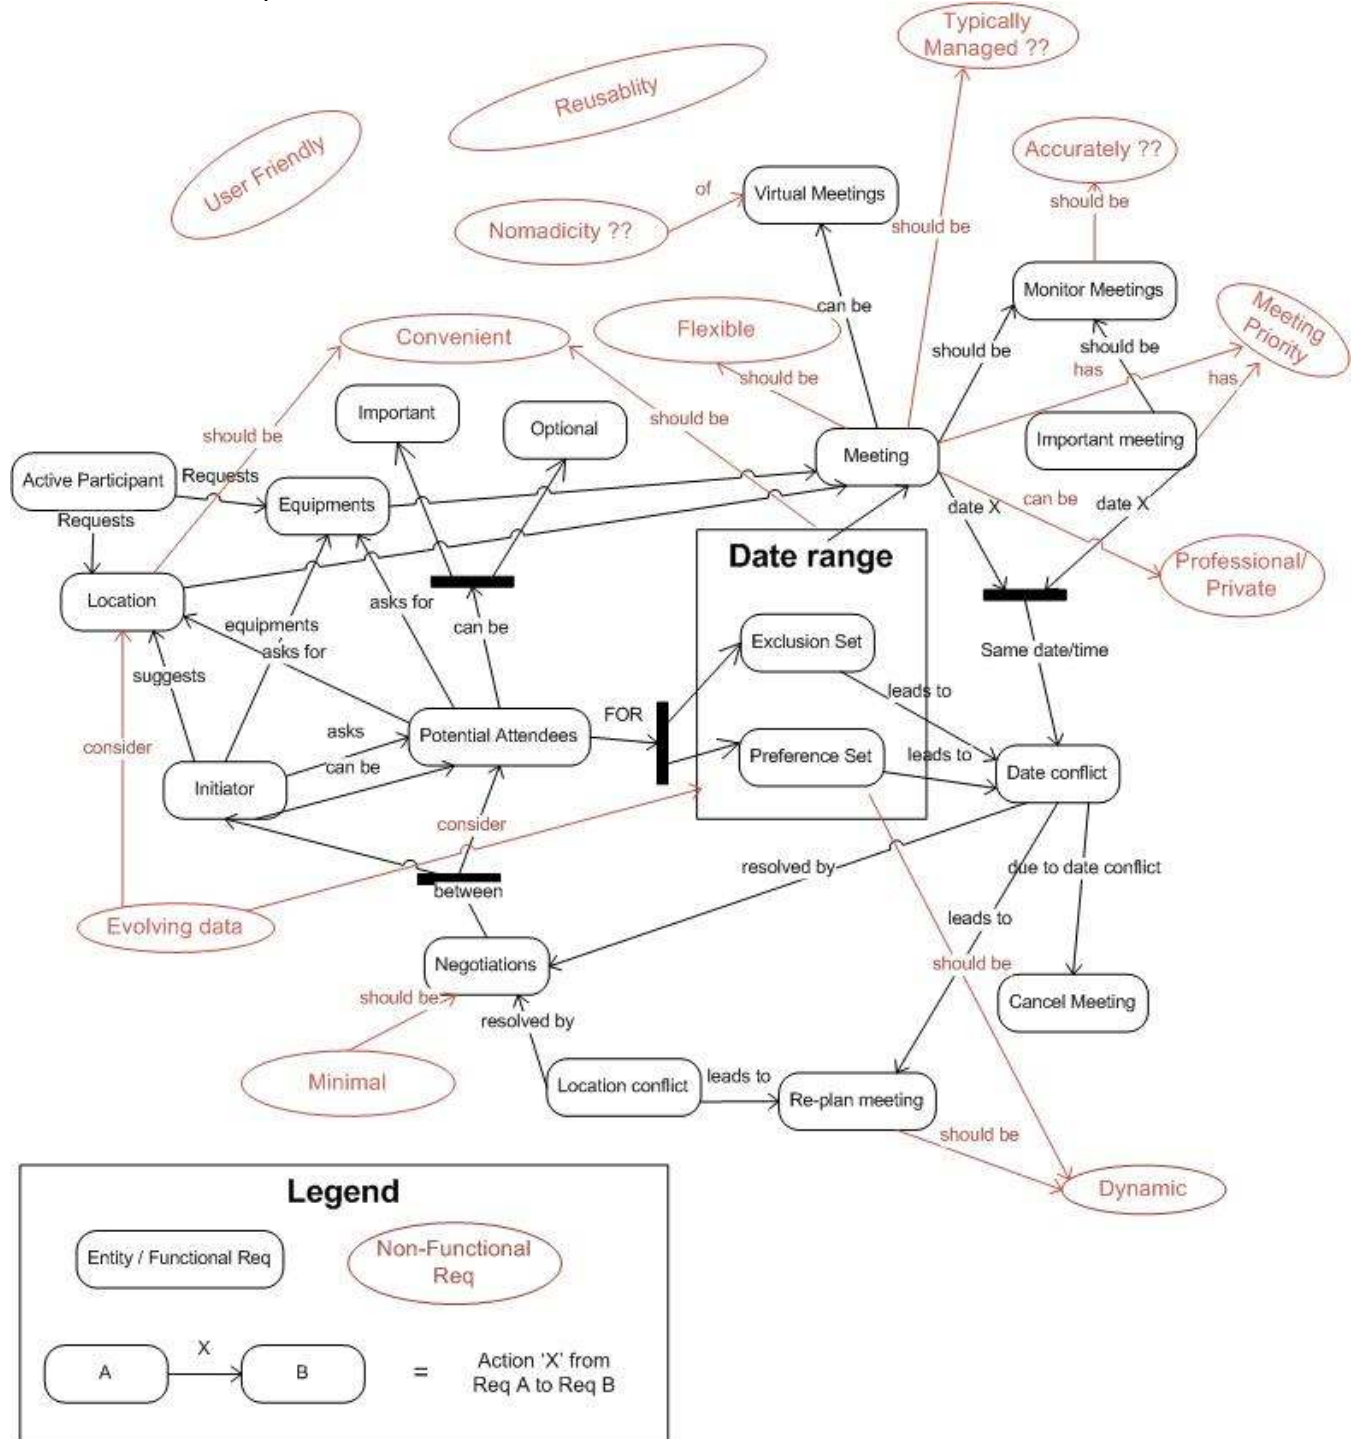 Typically
Managed ??
Reusablity
User Friendly
Accurately ??
should be
of
Virtual Meetings
Nomadicity ??
should be
Monitor Meetings
Meeting
Priority
can be
Convenient
Flexible
should be
should be
has
has
should be
Important
Optional
should be
should be
Important meeting
Meeting
Active Participant
Requests
Equipments
can be
date X
date X
Requests
Date range
Professional/
Private
Location
asks for
equipments
can be
Exclusion Set
Same date/time
asks for
suggests
leads to
FOR
asks
Potential Attendees
consider
can be
Preference Set
leads to
Date conflict
Initiator
consider
resolved by
due to date conflict
between
leads to
Evolving data
Negotiations
should be
should be
Cancel Meeting
resolved by
Minimal
Location conflict
leads to
Re-plan meeting
should be
Dynamic
Legend
Entity / Functional Req
Non-Functional
Req
X
A
B
=
Action 'X' from
Req A to Req B